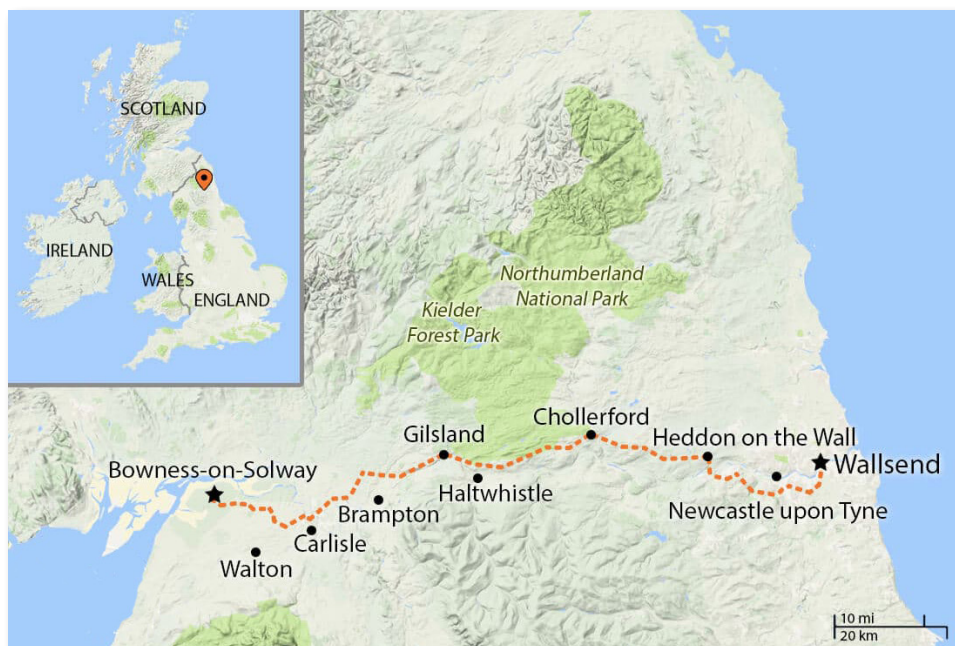 SCOTLAND
IRELAND
WALES
ENGLAND
Northumberland
National Park
Kielder
Forest Park
Chollerford
Gilsland
Heddon on the Wall
Bowness-on-Solway
Wallsend
Haltwhistle
Brampton
Newcastle upon Tyne
Carlisle
Walton
10 mi
20 km